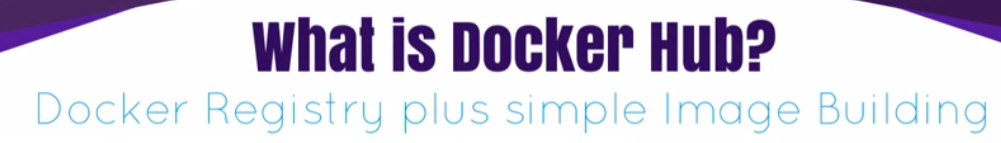 What is Docker Hub?
Docker Registry plus simple Image Building